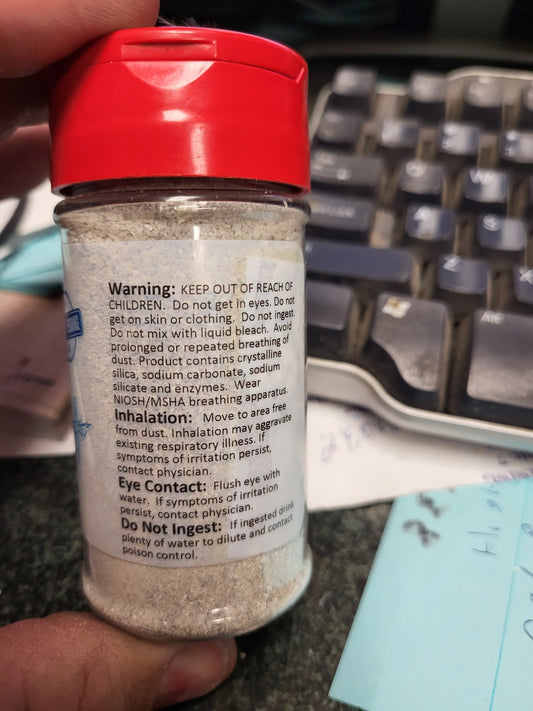 Warning: KEEP OUT OF REACH OF
CHILDREN. Do not get in eyes. Do not
get on skin or clothing. Do not ingest.
Do not mix with liquid bleach. Avoid
prolonged or repeated breathing of
dust. Product contains crystalline
silica, sodium carbonate, sodium
silicate and enzymes. Wear
NIOSH/MSHA breathing apparatus.
Inhalation: Move to area free
from dust. Inhalation may aggravate
existing respiratory illness. If
symptoms of irritation persist,
contact physician.
Eye Contact: Flush eye with
water. If symptoms of irritation
persist, contact physician.
Do Not Ingest: If ingested drink
plenty of water to dilute and contact
poison control.